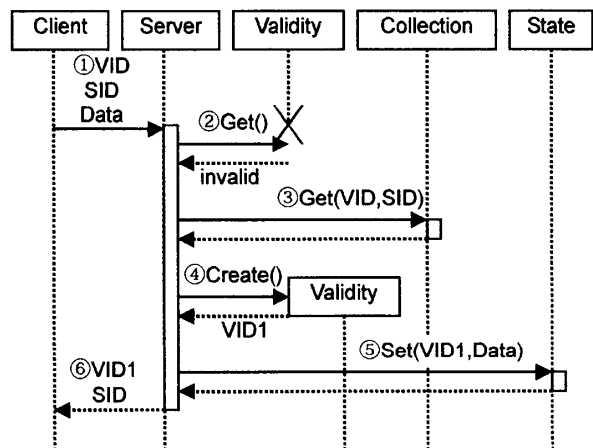 Client Server Validity Collection State
①VID
SID
Data
②Get()
invalid
③Get(VID,SID)
④Create()
Validity
VID1
⑤Set(VID1,Data)
⑥VID1
SID